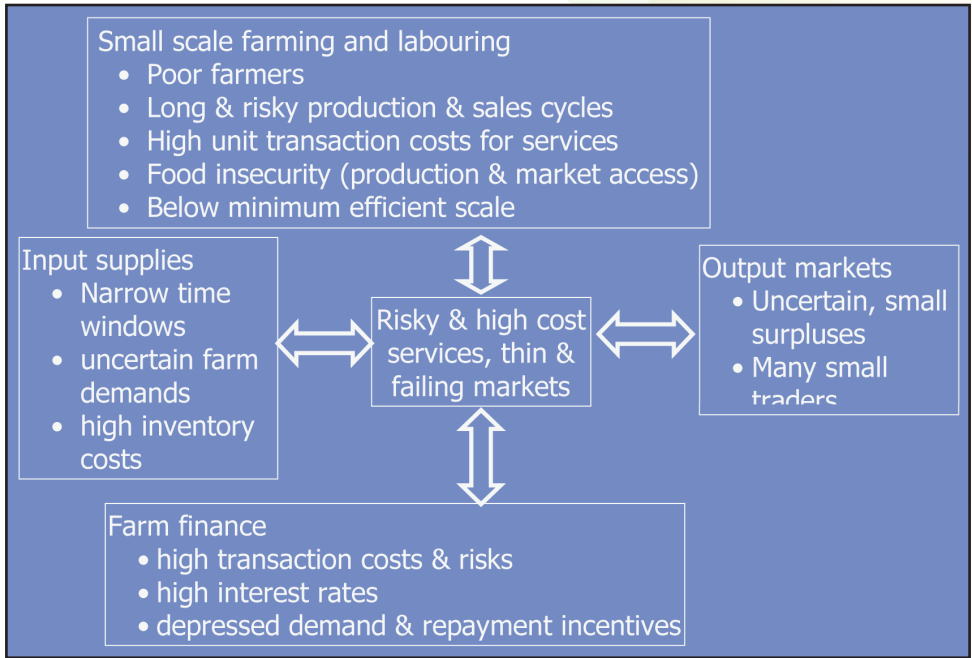 Small scale farming and labouring
• Poor farmers
• Long & risky production & sales cycles
• High unit transaction costs for services
• Food insecurity (production & market access)
• Below minimum efficient scale
Input supplies
• Narrow time
windows
• uncertain farm
demands
• high inventory
costs
Risky & high cost
services, thin &
failing markets
Output markets
• Uncertain, small
surpluses
• Many small
traders
Farm finance
• high transaction costs & risks
• high interest rates
• depressed demand & repayment incentives